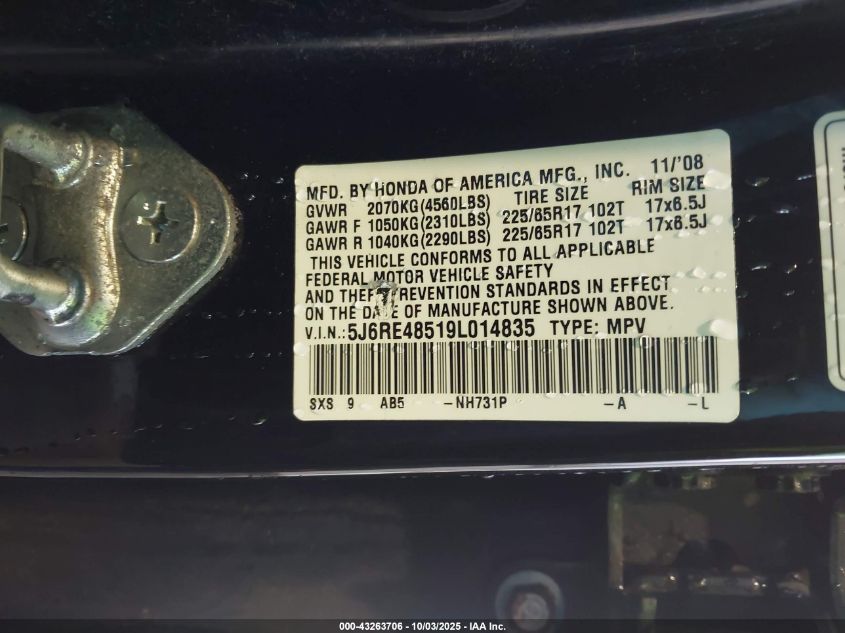 MFD. BY HONDA OF AMERICA MFG., INC. 11/'08
GVWR 2070KG(4560LBS) TIRE SIZE RIM SIZE
GAWR F 1050KG(2310LBS) 225/65R17 102T 17x6.5J
GAWR R 1040KG(2290LBS) 225/65R17 102T 17x6.5J
THIS VEHICLE CONFORMS TO ALL APPLICABLE
FEDERAL MOTOR VEHICLE SAFETY
AND THEFT PREVENTION STANDARDS IN EFFECT
ON THE DATE OF MANUFACTURE SHOWN ABOVE.
V.I.N.: 5J6RE48519L014835 TYPE: MPV
SXS 9 AB5 -NH731P -A -L
000-43263706 - 10/03/2025 - IAA Inc.